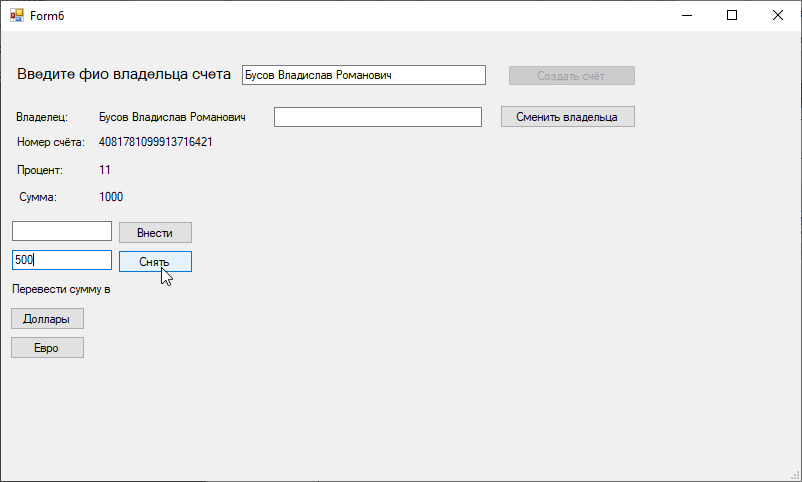 Form6
Введите фио владельца счета Бусов Владислав Романович Создать счёт
Владелец: Бусов Владислав Романович Сменить владельца
Номер счёта: 4081781099913716421
Процент: 11
Сумма: 1000
Внести
500 Снять
Перевести сумму в
Доллары
Евро